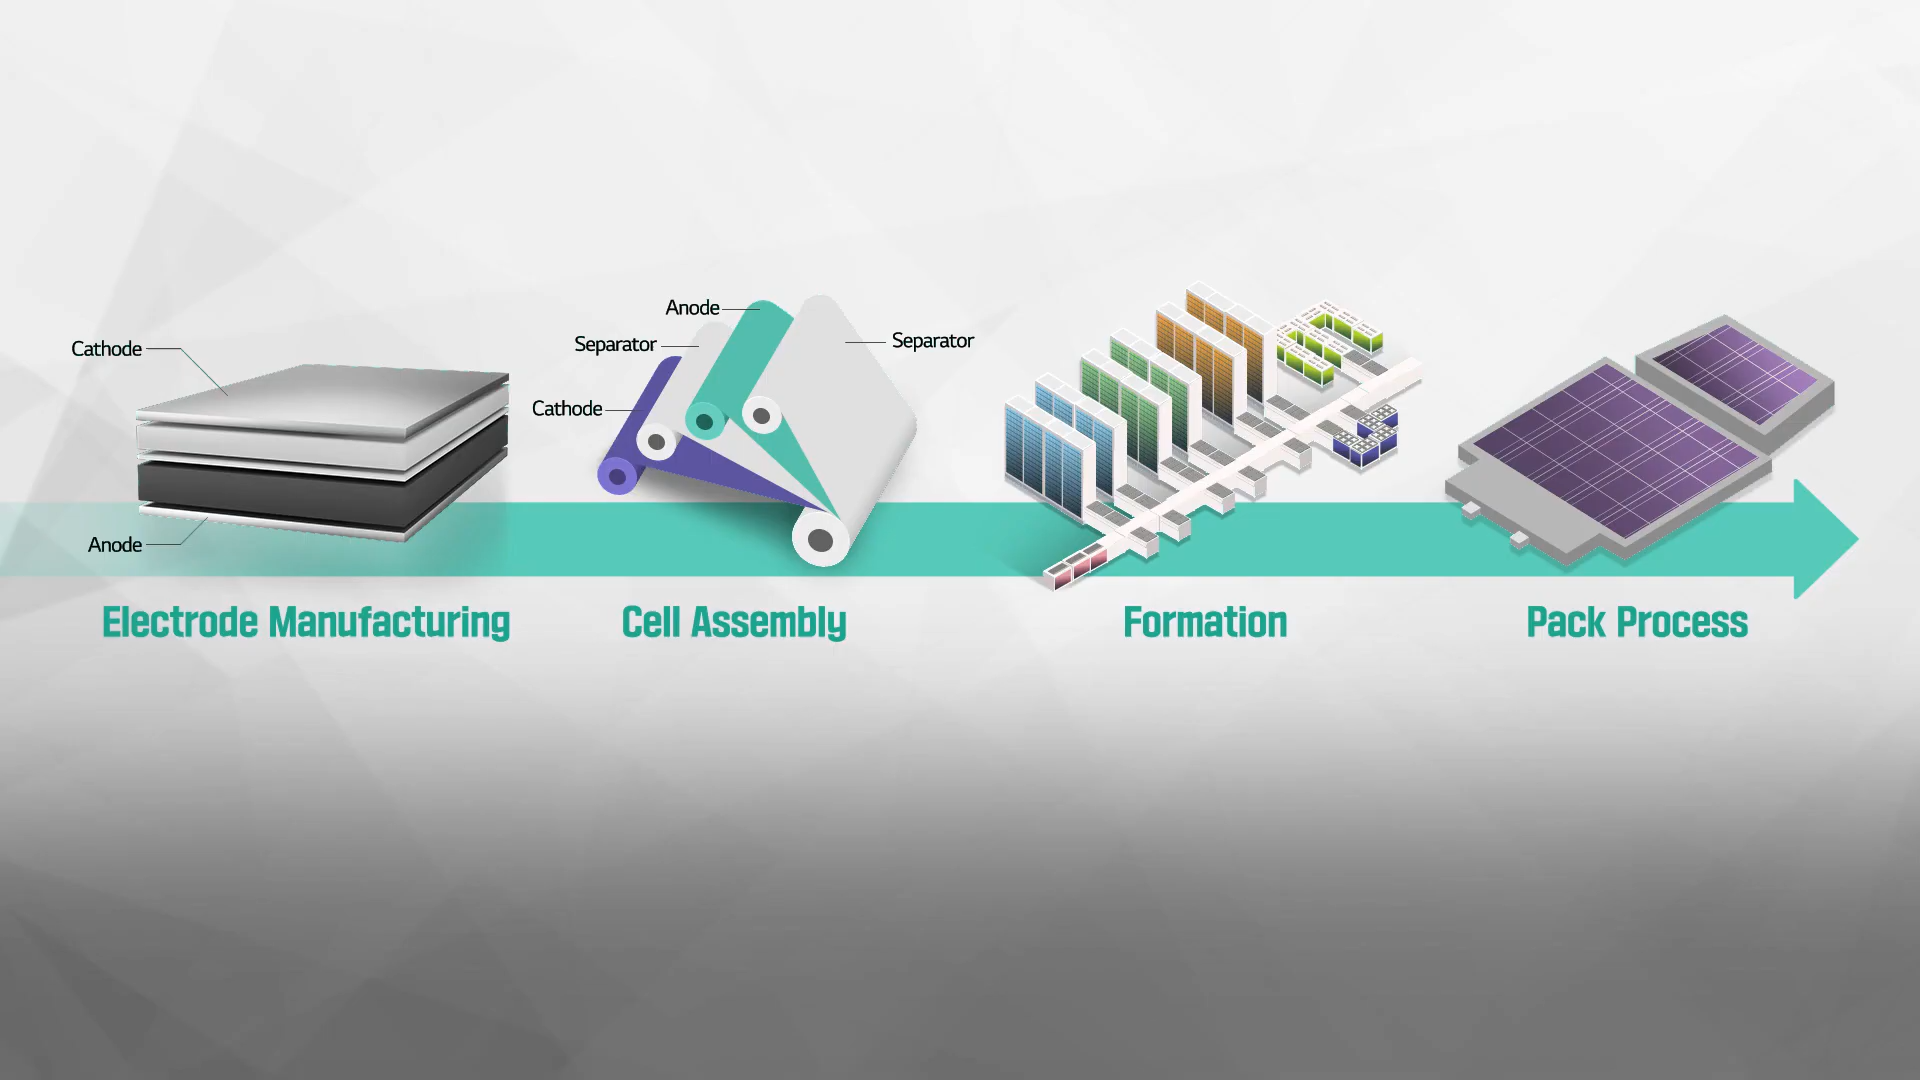 Cathode
Anode
Electrode Manufacturing
Anode
Separator
Separator
Cathode
Cell Assembly
Formation
Pack Process